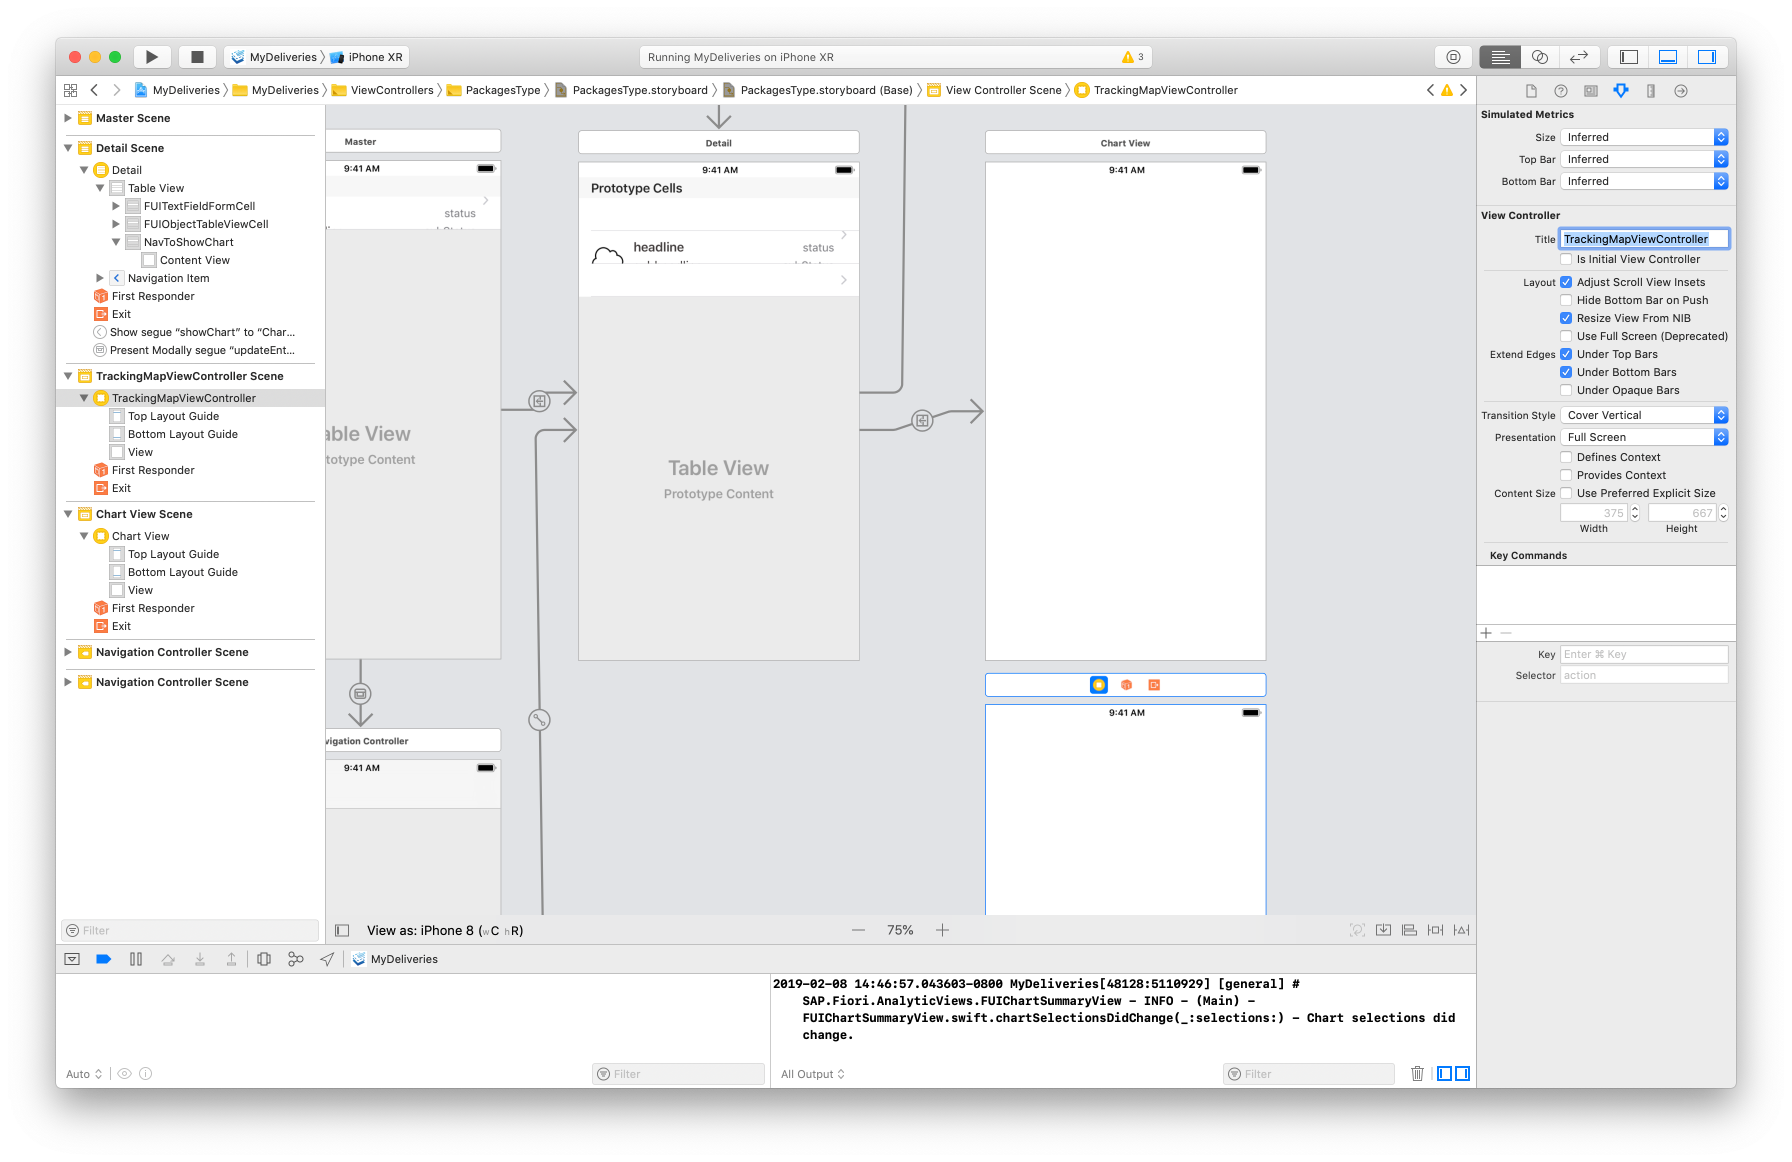 MyDeliveries
iPhone XR
Running MyDeliveries on iPhone XR
3
MyDeliveries
MyDeliveries
ViewControllers
PackagesType
PackagesType.storyboard
PackagesType.storyboard (Base)
View Controller Scene
TrackingMapViewController
Master Scene
Detail Scene
Detail
Table View
FUITextFieldFormCell
FUIObjectTableViewCell
NavToShowChart
Content View
Navigation Item
First Responder
Exit
Show segue “showChart” to “Char...
Present Modally segue “updateEnt...
TrackingMapViewController Scene
TrackingMapViewController
Top Layout Guide
Bottom Layout Guide
View
First Responder
Exit
Chart View Scene
Chart View
Top Layout Guide
Bottom Layout Guide
View
First Responder
Exit
Navigation Controller Scene
Navigation Controller Scene
Filter
Master
9:41 AM
status
able View
totype Content
vigation Controller
9:41 AM
Detail
9:41 AM
Prototype Cells
headline
status
Table View
Prototype Content
Chart View
9:41 AM
9:41 AM
View as: iPhone 8 (wC hR)
75%
Simulated Metrics
Size Inferred
Top Bar Inferred
Bottom Bar Inferred
View Controller
Title TrackingMapViewController
Is Initial View Controller
Layout Adjust Scroll View Insets
Hide Bottom Bar on Push
Resize View From NIB
Use Full Screen (Deprecated)
Extend Edges Under Top Bars
Under Bottom Bars
Under Opaque Bars
Transition Style Cover Vertical
Presentation Full Screen
Defines Context
Provides Context
Content Size Use Preferred Explicit Size
375 667
Width Height
Key Commands
Key Enter ⌘ Key
Selector action
MyDeliveries
2019-02-08 14:46:57.043603-0800 MyDeliveries[48128:5110929] [general] #
SAP.Fiori.AnalyticViews.FUIChartSummaryView - INFO - (Main) -
FUIChartSummaryView.swift.chartSelectionsDidChange(_:selections:) - Chart selections did
change.
Auto
Filter
All Output
Filter